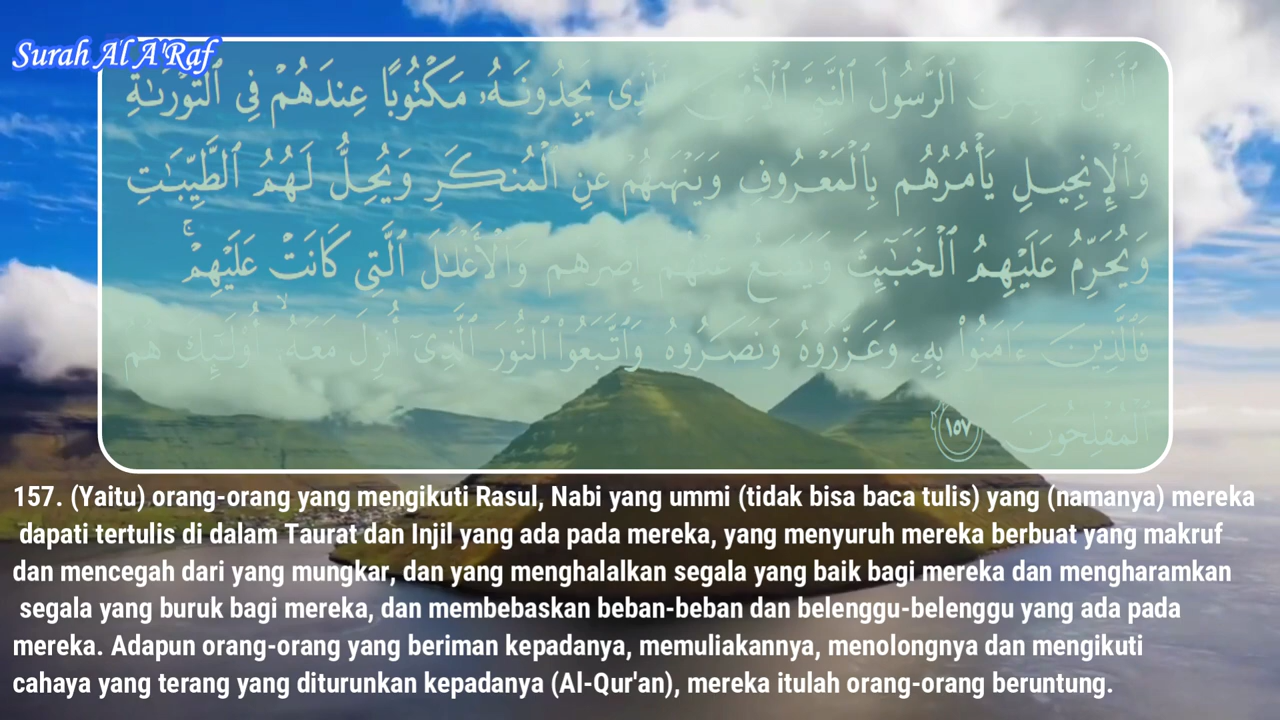 Surah Al A'Raf
ٱلَّذِينَ يَتَّبِعُونَ ٱلرَّسُولَ ٱلنَّبِيَّ ٱلْأُمِّيَّ ٱلَّذِى يَجِدُونَهُۥ مَكْتُوبًا عِندَهُمْ فِى ٱلتَّوْرَىٰةِ
وَٱلْإِنجِيلِ يَأْمُرُهُم بِٱلْمَعْرُوفِ وَيَنْهَىٰهُمْ عَنِ ٱلْمُنكَرِ وَيُحِلُّ لَهُمُ ٱلطَّيِّبَٰتِ
وَيُحَرِّمُ عَلَيْهِمُ ٱلْخَبَٰٓئِثَ وَيَضَعُ عَنْهُمْ إِصْرَهُمْ وَٱلْأَغْلَٰلَ ٱلَّتِى كَانَتْ عَلَيْهِمْ ۚ
فَٱلَّذِينَ ءَامَنُوا۟ بِهِۦ وَعَزَّرُوهُ وَنَصَرُوهُ وَٱتَّبَعُوا۟ ٱلنُّورَ ٱلَّذِىٓ أُنزِلَ مَعَهُۥٓ ۙ أُو۟لَٰٓئِكَ هُمُ
ٱلْمُفْلِحُونَ ١٥٧
157. (Yaitu) orang-orang yang mengikuti Rasul, Nabi yang ummi (tidak bisa baca tulis) yang (namanya) mereka
dapati tertulis di dalam Taurat dan Injil yang ada pada mereka, yang menyuruh mereka berbuat yang makruf
dan mencegah dari yang mungkar, dan yang menghalalkan segala yang baik bagi mereka dan mengharamkan
segala yang buruk bagi mereka, dan membebaskan beban-beban dan belenggu-belenggu yang ada pada
mereka. Adapun orang-orang yang beriman kepadanya, memuliakannya, menolongnya dan mengikuti
cahaya yang terang yang diturunkan kepadanya (Al-Qur'an), mereka itulah orang-orang beruntung.